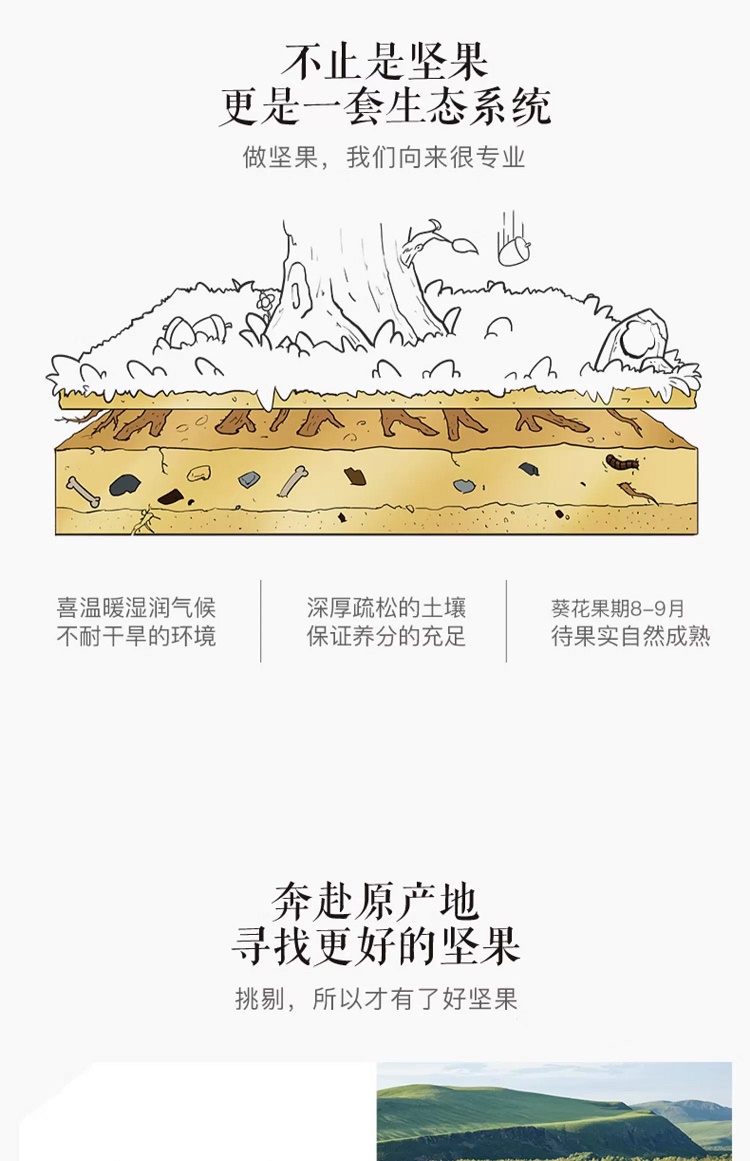 不止是坚果
更是一套生态系统
做坚果，我们向来很专业
喜温暖湿润气候
不耐干旱的环境
深厚疏松的土壤
保证养分的充足
葵花果期8-9月
待果实自然成熟
奔赴原产地
寻找更好的坚果
挑剔，所以才有了好坚果